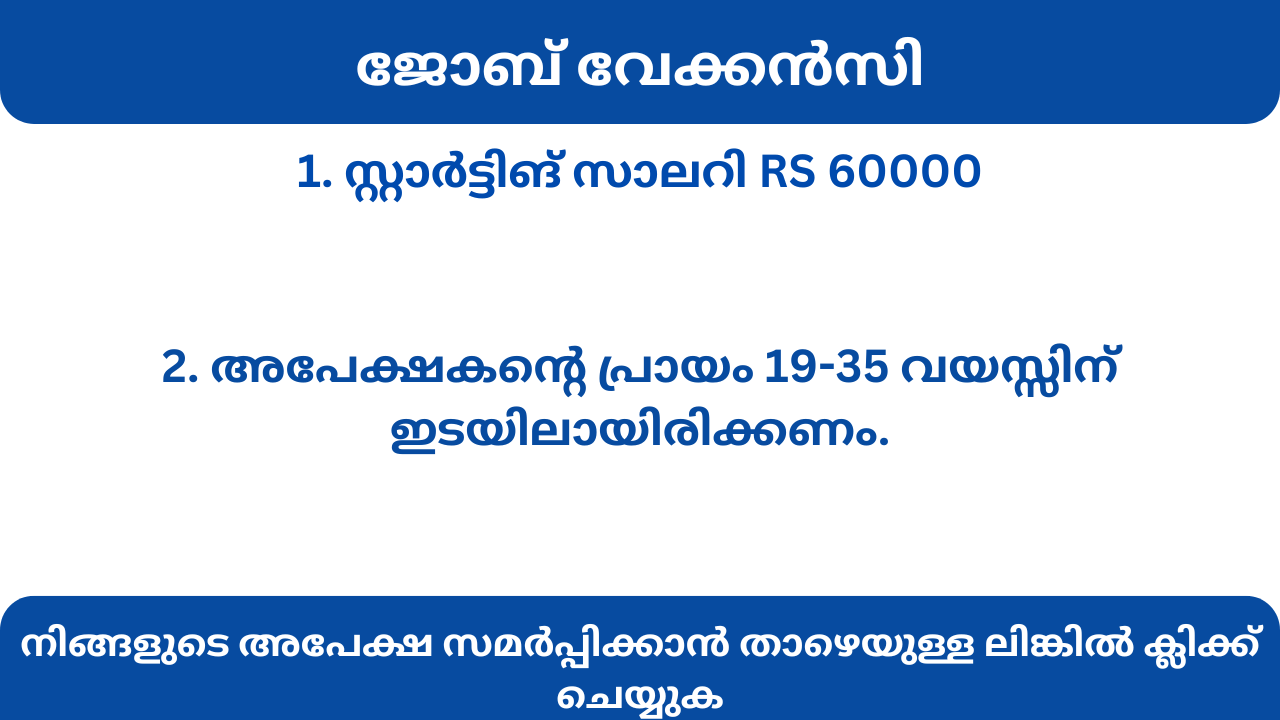 ജോബ് വേക്കൻസി
1. സ്റ്റാർട്ടിങ് സാലറി RS 60000
2. അപേക്ഷകന്റെ പ്രായം 19-35 വയസ്സിന്
ഇടയിലായിരിക്കണം.
നിങ്ങളുടെ അപേക്ഷ സമർപ്പിക്കാൻ താഴെയുള്ള ലിങ്കിൽ ക്ലിക്ക്
ചെയ്യുക